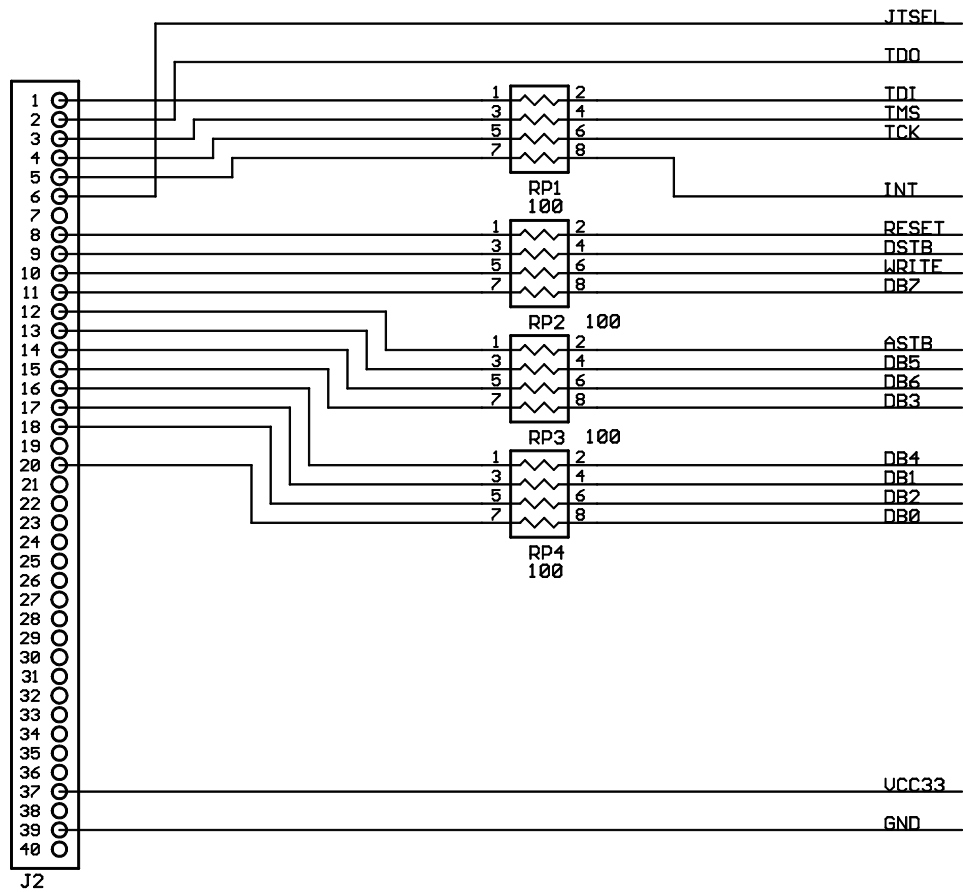 JTSEL
TDO
1 1 2 TDI
2 3 4 TMS
3 5 6 TCK
4 7 8
5
6 RP1 INT
7 100
8 1 2 RESET
9 3 4 DSTB
10 5 6 WRITE
11 7 8 DB7
12 RP2 100
13
14 1 2 ASTB
15 3 4 DB5
16 5 6 DB6
17 7 8 DB3
18
19 RP3 100
20 1 2 DB4
21 3 4 DB1
22 5 6 DB2
23 7 8 DB0
24
25 RP4
26 100
27
28
29
30
31
32
33
34
35
36
37 VCC33
38
39 GND
40
J2